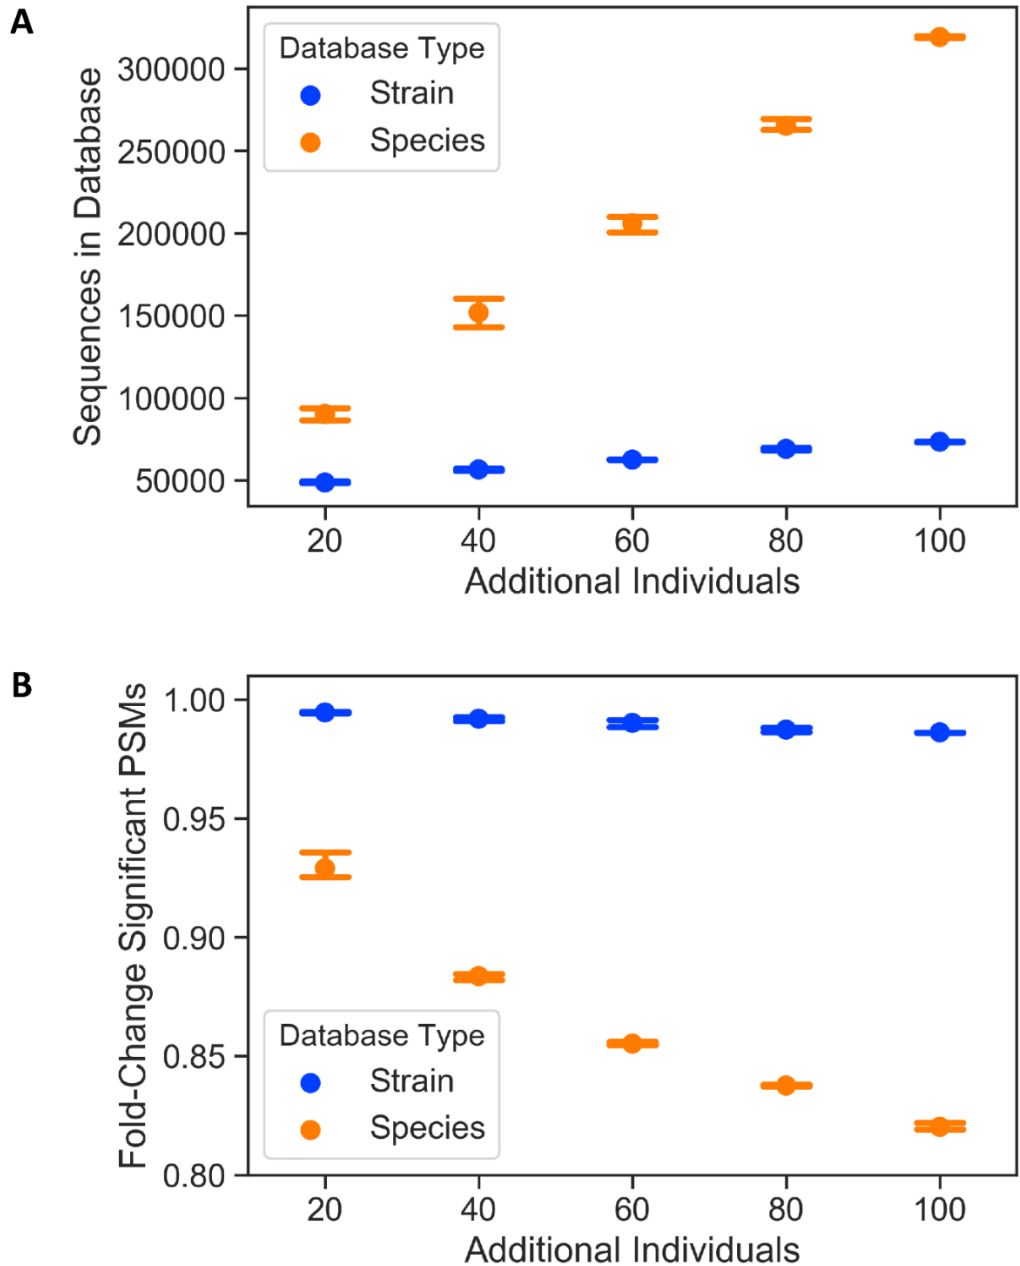 A
Sequences in Database
300000
250000
200000
150000
100000
50000
Database Type
Strain
Species
20 40 60 80 100
Additional Individuals
B
Fold-Change Significant PSMs
1.00
0.95
0.90
0.85
0.80
Database Type
Strain
Species
20 40 60 80 100
Additional Individuals